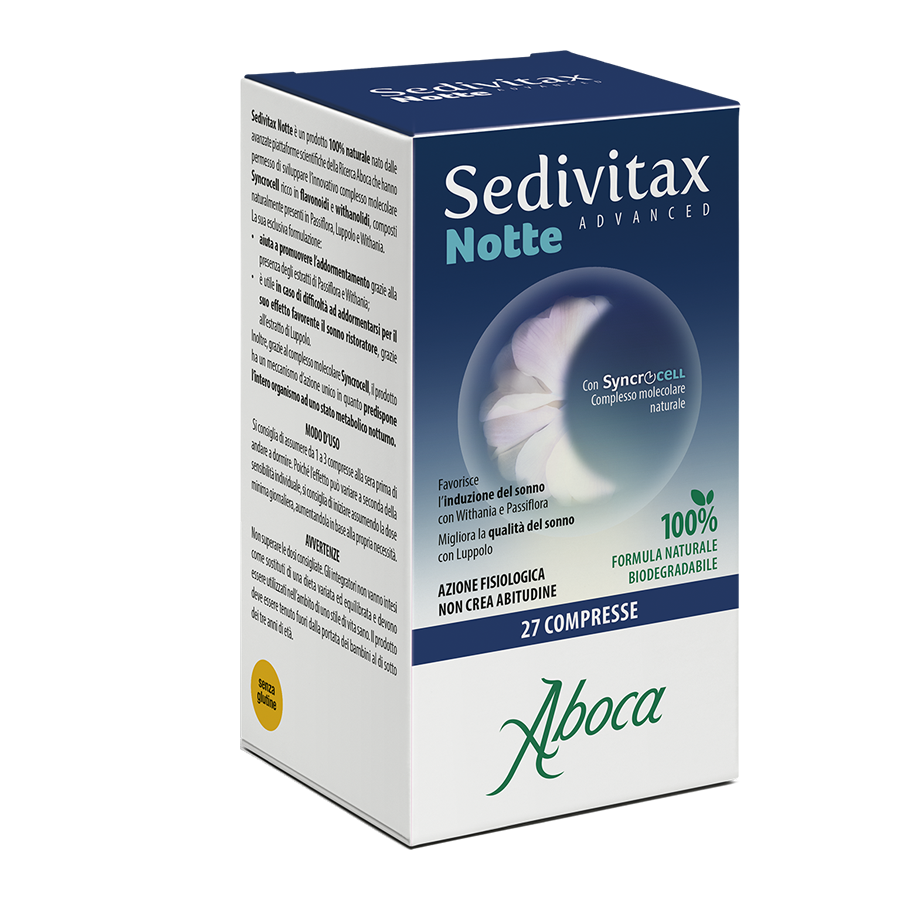 Sedivitax
Notte ADVANCED
Sedivitax Notte è un prodotto 100% naturale nato dalle
avanzate piattaforme scientifiche della Ricerca Aboca che hanno
permesso di sviluppare l'innovativo complesso molecolare
Syncrocell ricco in flavonoidi e withanolidi, composti
naturalmente presenti in Passiflora, Luppolo e Withania.
La sua esclusiva formulazione:
• aiuta a promuovere l'addormentamento grazie alla
presenza degli estratti di Passiflora e Withania;
• è utile in caso di difficoltà ad addormentarsi per il
suo effetto favorente il sonno ristoratore, grazie
all'estratto di Luppolo.
Inoltre, grazie al complesso molecolare Syncrocell, il prodotto
ha un meccanismo d'azione unico in quanto predispone
l'intero organismo ad uno stato metabolico notturno.
MODO D'USO
Si consiglia di assumere da 1 a 3 compresse alla sera prima di
andare a dormire. Poiché l'effetto può variare a seconda della
sensibilità individuale, si consiglia di iniziare assumendo la dose
minima giornaliera, aumentandola in base alla propria necessità.
AVVERTENZE
Non superare le dosi consigliate. Gli integratori non vanno intesi
come sostituti di una dieta variata ed equilibrata e devono
essere utilizzati nell'ambito di uno stile di vita sano. Il prodotto
deve essere tenuto fuori dalla portata dei bambini al di sotto
dei tre anni di età.
senza
glutine
Sedivitax
ADVANCED
Notte
Con Syncrocell
Complesso molecolare
naturale
Favorisce
l'induzione del sonno
con Withania e Passiflora
Migliora la qualità del sonno
con Luppolo
AZIONE FISIOLOGICA
NON CREA ABITUDINE
100%
FORMULA NATURALE
BIODEGRADABILE
27 COMPRESSE
Aboca